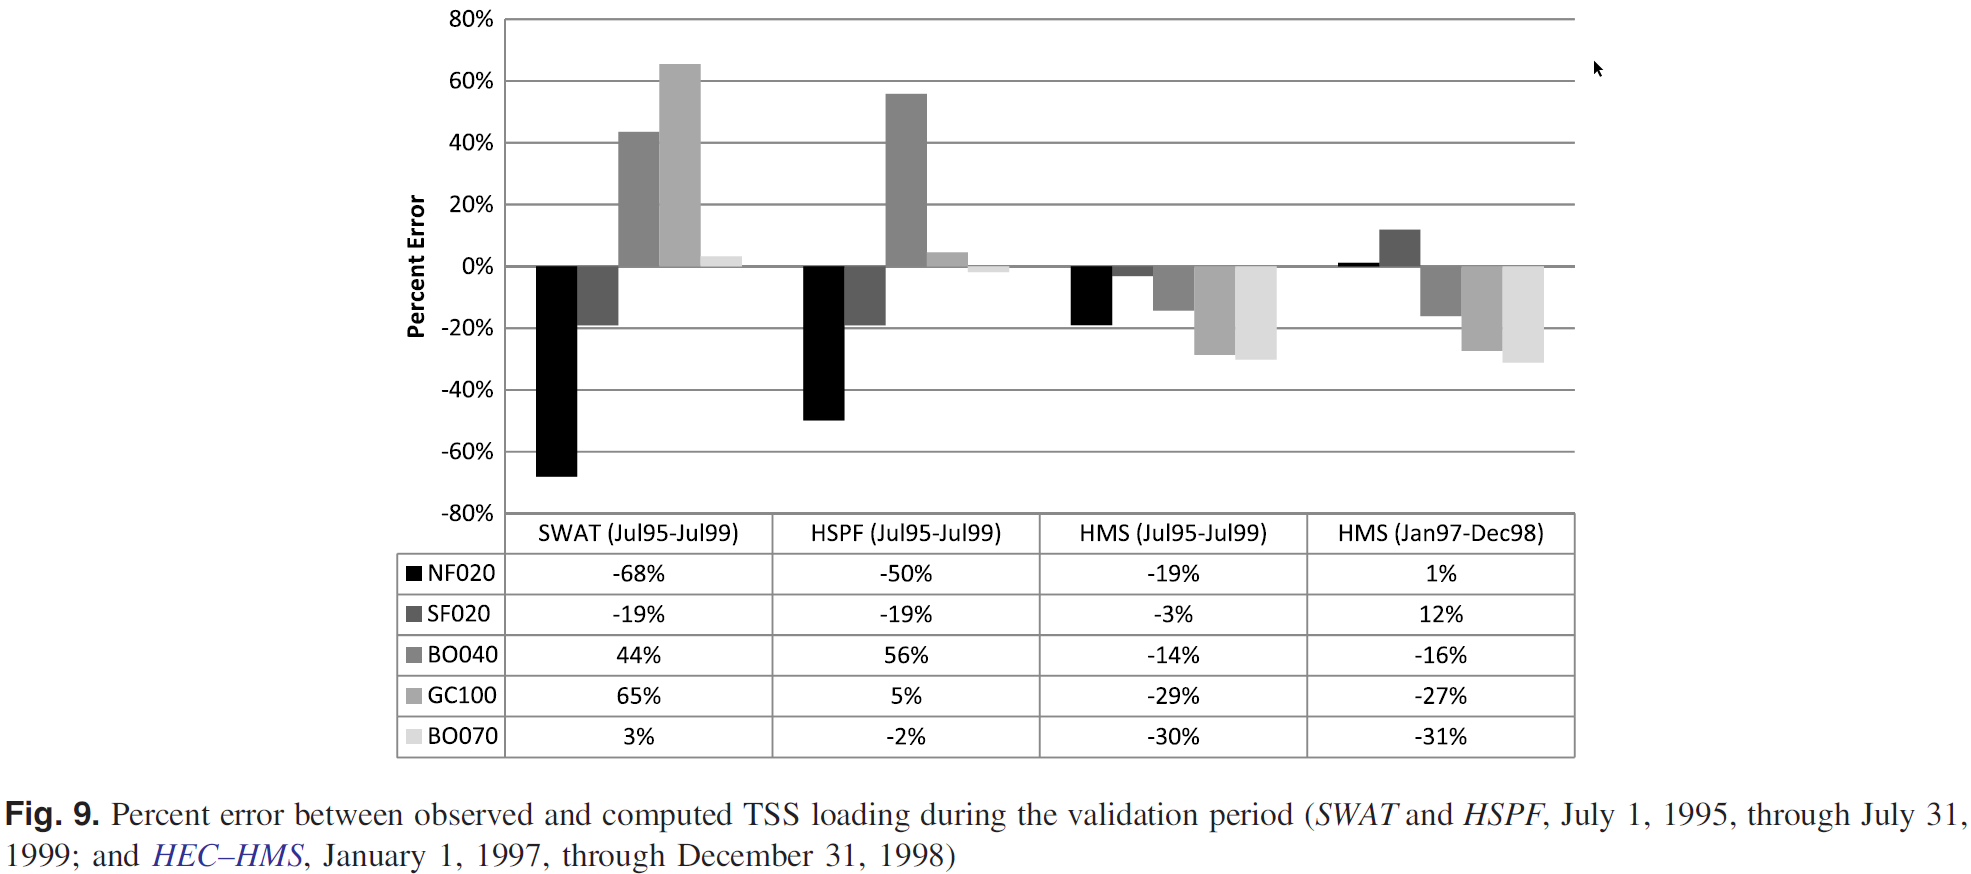 80%
60%
40%
20%
0%
-20%
-40%
-60%
-80%
Percent Error
SWAT (Jul95-Jul99) HSPF (Jul95-Jul99) HMS (Jul95-Jul99) HMS (Jan97-Dec98)
NF020 -68% -50% -19% 1%
SF020 -19% -19% -3% 12%
BO040 44% 56% -14% -16%
GC100 65% 5% -29% -27%
BO070 3% -2% -30% -31%
Fig. 9. Percent error between observed and computed TSS loading during the validation period (SWAT and HSPF, July 1, 1995, through July 31,
1999; and HEC–HMS, January 1, 1997, through December 31, 1998)